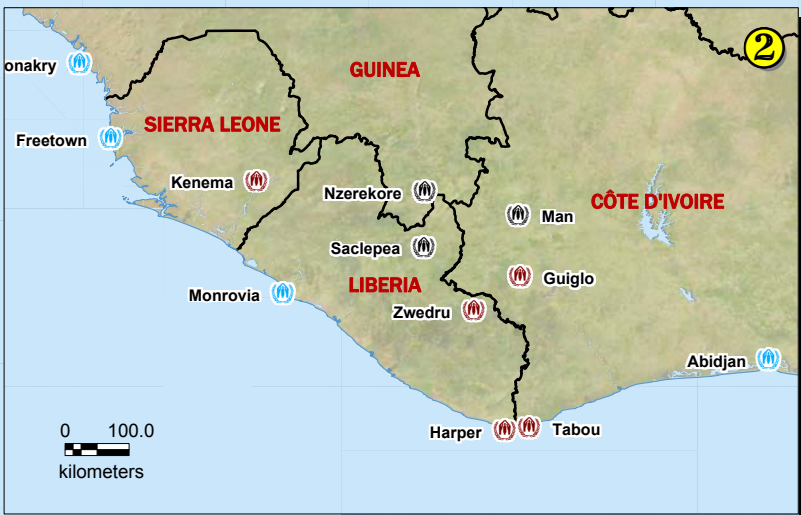 2
onakry
GUINEA
Freetown
SIERRA LEONE
Kenema
Nzerekore
CÔTE D'IVOIRE
Man
Saclepea
Guiglo
LIBERIA
Monrovia
Zwedru
Abidjan
0 100.0
kilometers
Harper
Tabou